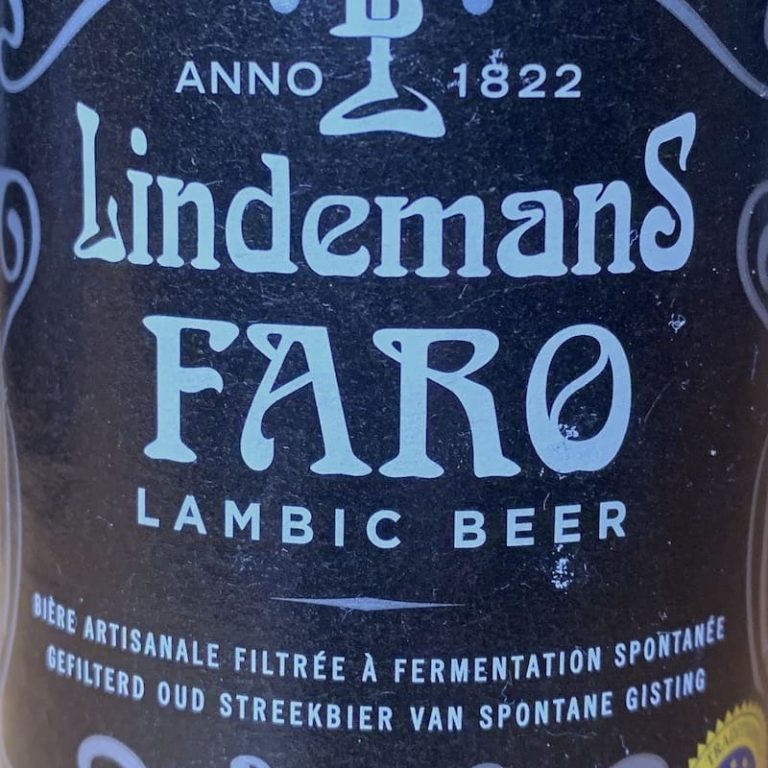 ANNO 1822
LindemanS
FARO
LAMBIC BEER
BIÈRE ARTISANALE FILTRÉE À FERMENTATION SPONTANÉE
GEFILTERD OUD STREEKBIER VAN SPONTANE GISTING